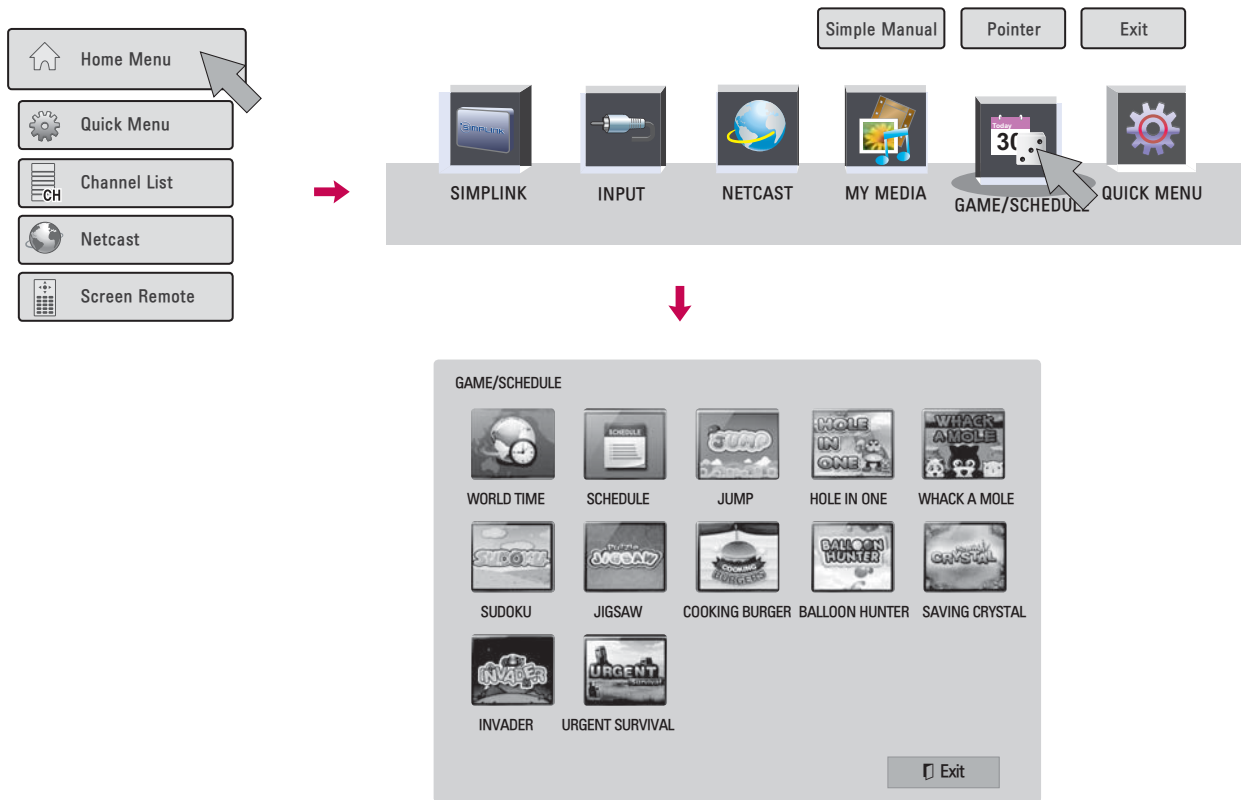 Simple Manual
Pointer
Exit
Home Menu
Quick Menu
CH
Channel List
Netcast
Screen Remote
SIMPLINK
Today
30
SIMPLINK
INPUT
NETCAST
MY MEDIA
GAME/SCHEDULE
QUICK MENU
GAME/SCHEDULE
SCHEDULE
JUMP
HOLE IN ONE
WHACK A MOLE
WORLD TIME
SCHEDULE
JUMP
HOLE IN ONE
WHACK A MOLE
SUDOKU
Puzzle JIGSAW
COOKING BURGERS
BALLOON HUNTER
CRYSTAL
SUDOKU
JIGSAW
COOKING BURGER
BALLOON HUNTER
SAVING CRYSTAL
INVADER
URGENT Survival
INVADER
URGENT SURVIVAL
Exit